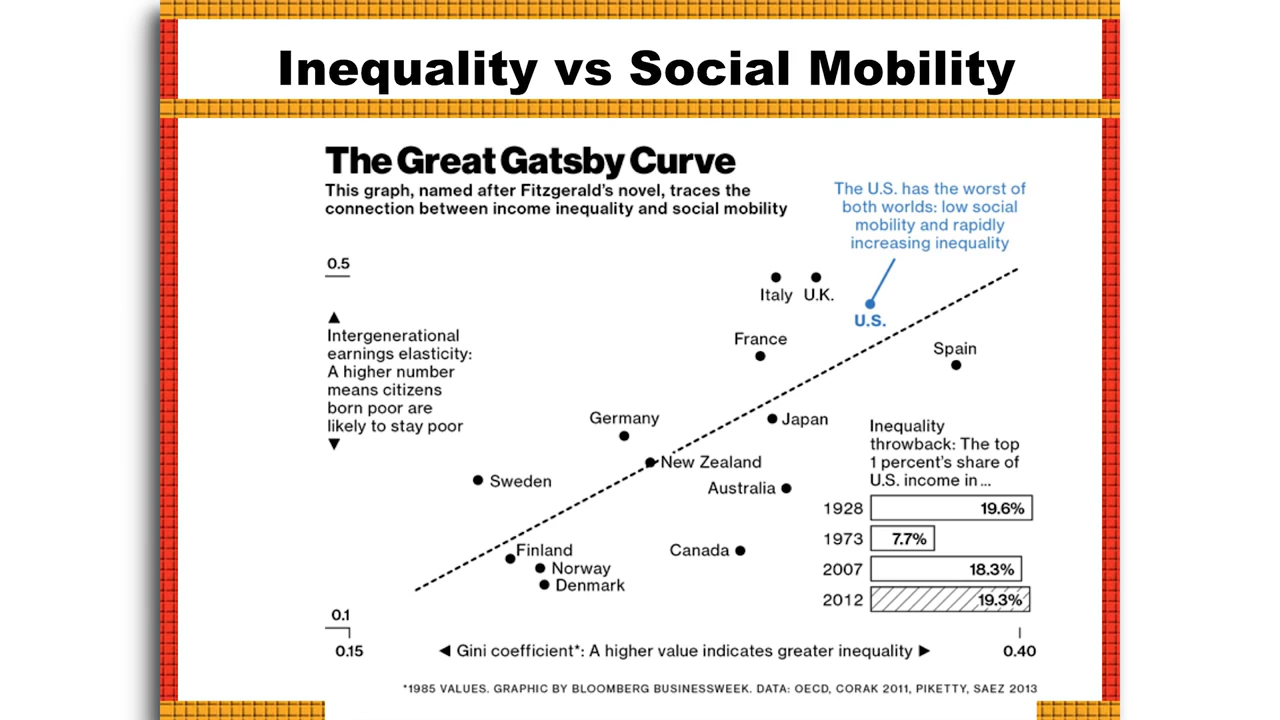 Inequality vs Social Mobility
The Great Gatsby Curve
This graph, named after Fitzgerald's novel, traces the
connection between income inequality and social mobility
The U.S. has the worst of
both worlds: low social
mobility and rapidly
increasing inequality
0.5
Italy U.K.
U.S.
▲
Intergenerational
earnings elasticity:
A higher number
means citizens
born poor are
likely to stay poor
▼
France
Spain
Germany
Japan
New Zealand
Sweden
Australia
Finland
Canada
Norway
Denmark
Inequality
throwback: The top
1 percent's share of
U.S. income in ...
1928 19.6%
1973 7.7%
2007 18.3%
2012 19.3%
0.1
0.15
◀ Gini coefficient*: A higher value indicates greater inequality ▶
0.40
*1985 VALUES. GRAPHIC BY BLOOMBERG BUSINESSWEEK. DATA: OECD, CORAK 2011, PIKETTY, SAEZ 2013